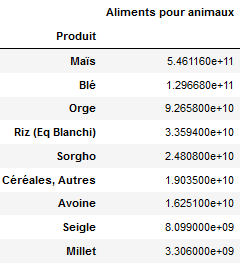 Aliments pour animaux
Produit
Maïs 5.461160e+11
Blé 1.296680e+11
Orge 9.265800e+10
Riz (Eq Blanchi) 3.359400e+10
Sorgho 2.480800e+10
Céréales, Autres 1.903500e+10
Avoine 1.625100e+10
Seigle 8.099000e+09
Millet 3.306000e+09